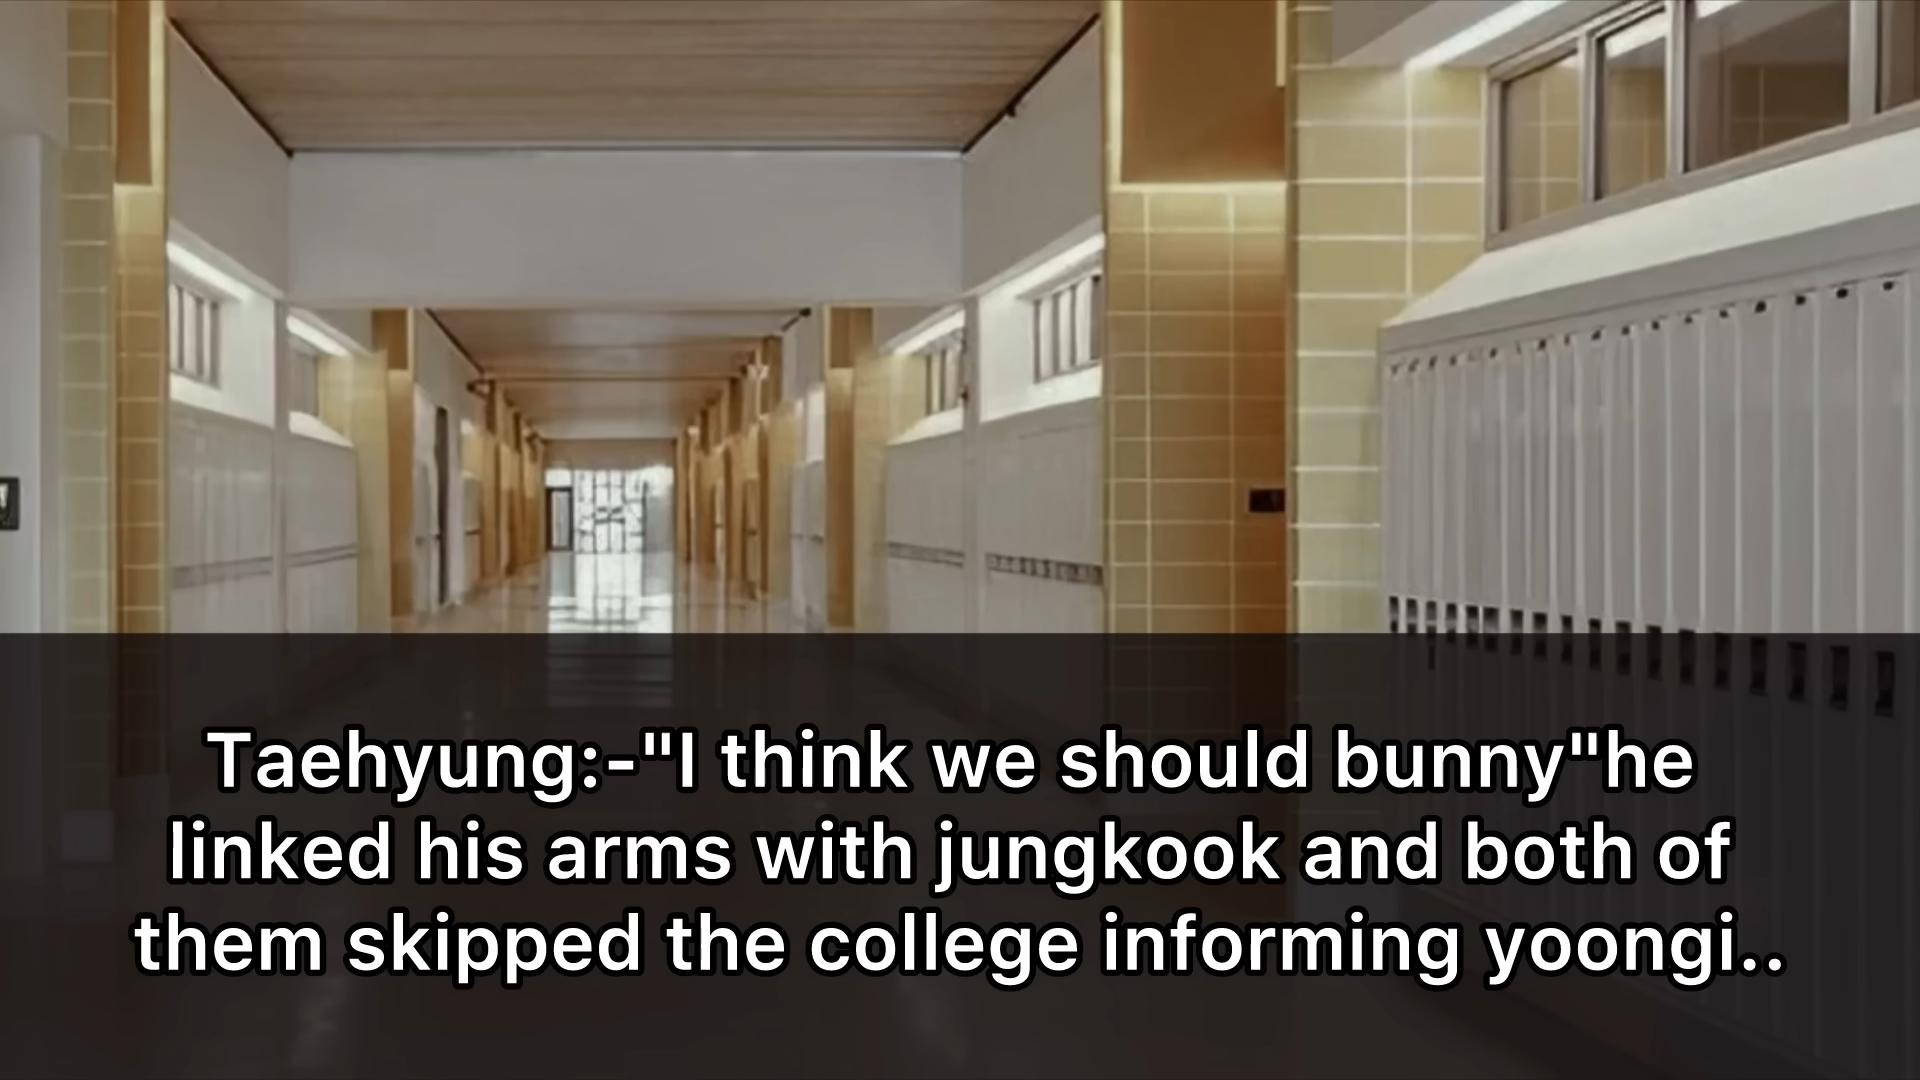 Taehyung:-"I think we should bunny"he
linked his arms with jungkook and both of
them skipped the college informing yoongi..